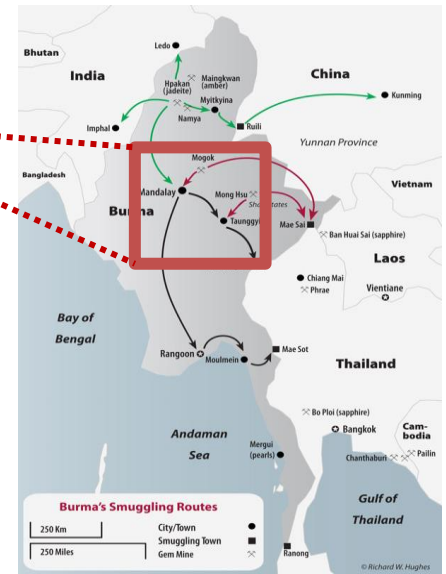 Bhutan
India
Ledo
Hpakan
(jadeite)
Maingkwan
(amber)
Namya
Myitkyina
China
Kunming
Imphal
Ruili
Yunnan Province
Bangladesh
Mogok
Mandalay
Mong Hsu
Burma
Taunggyi
Mae Sai
Vietnam
Ban Huai Sai (sapphire)
Laos
Chiang Mai
Phrae
Vientiane
Bay of
Bengal
Rangoon
Moulmein
Mae Sot
Thailand
Bo Ploi (sapphire)
Bangkok
Cam-
bodia
Andaman
Sea
Mergui
(pearls)
Chanthaburi
Pailin
Gulf of
Thailand
Ranong
Burma's Smuggling Routes
250 Km
250 Miles
City/Town
Smuggling Town
Gem Mine
© Richard W. Hughes